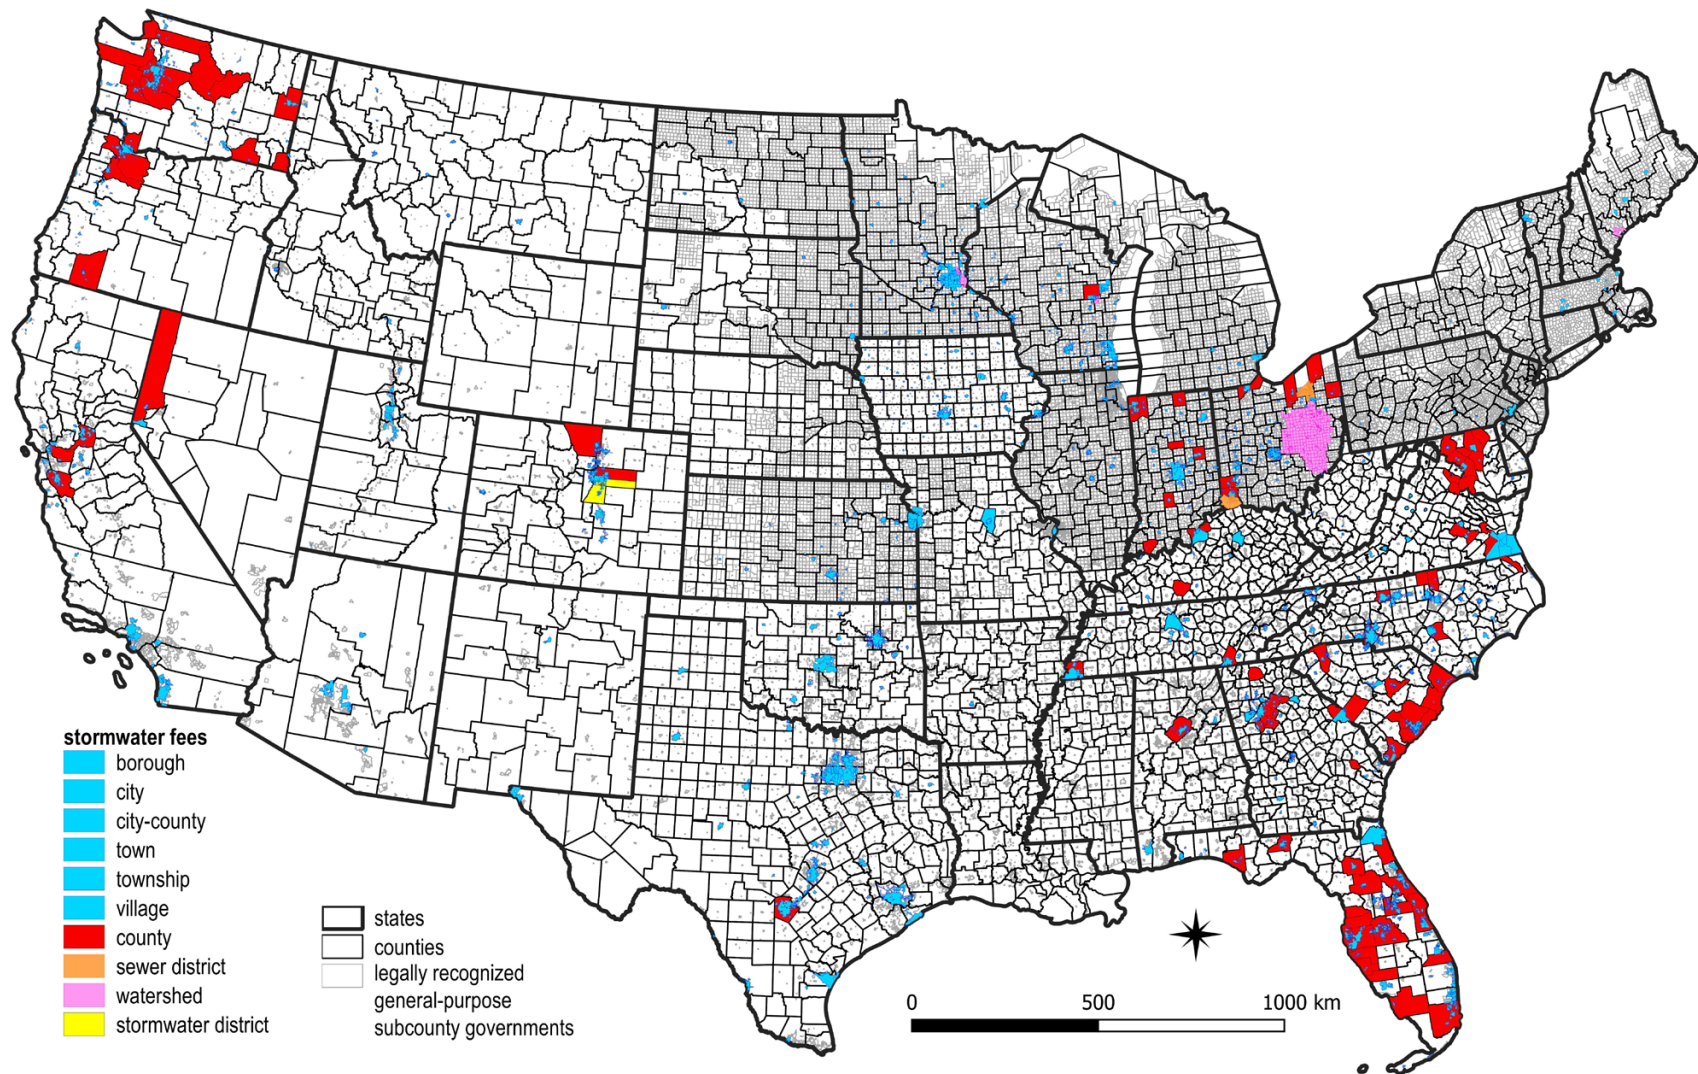 stormwater fees
borough
city
city-county
town
township
village
county
sewer district
watershed
stormwater district
states
counties
legally recognized
general-purpose
subcounty governments
0 500 1000 km